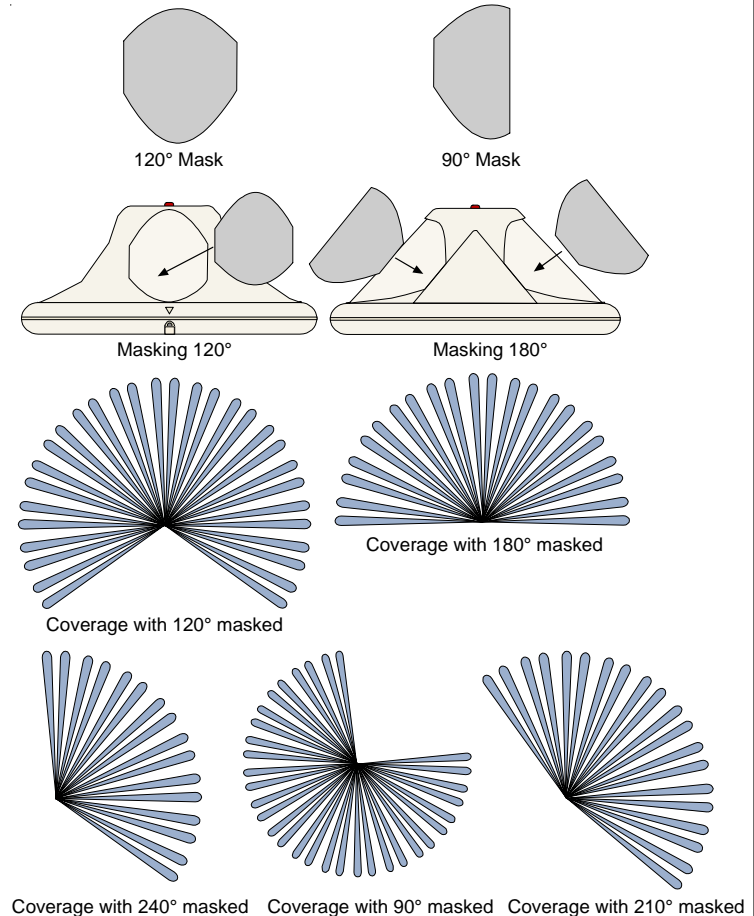 120° Mask
90° Mask
Masking 120°
Masking 180°
Coverage with 180° masked
Coverage with 120° masked
Coverage with 240° masked
Coverage with 90° masked
Coverage with 210° masked